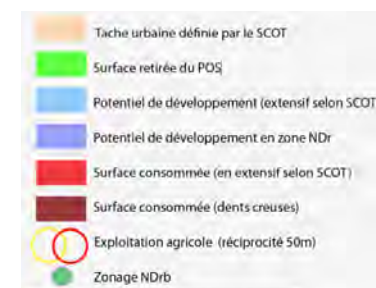 Tache urbaine définie par le SCOT
Surface retirée du POS
Potentiel de développement (extensif selon SCOT
Potentiel de développement en zone NDr
Surface consommée (en extensif selon SCOT)
Surface consommée (dents creuses)
Exploitation agricole (réciprocité 50m)
Zonage NDrb